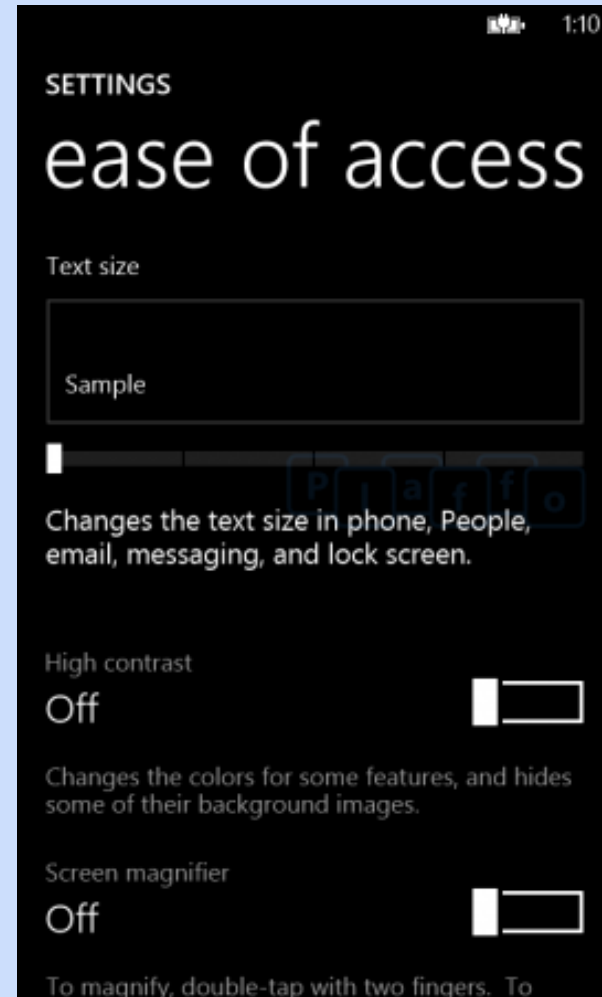 1:10
SETTINGS
ease of access
Text size
Sample
Plaffo
Changes the text size in phone, People,
email, messaging, and lock screen.
High contrast
Off
Changes the colors for some features, and hides
some of their background images.
Screen magnifier
Off
To magnify, double-tap with two fingers. To